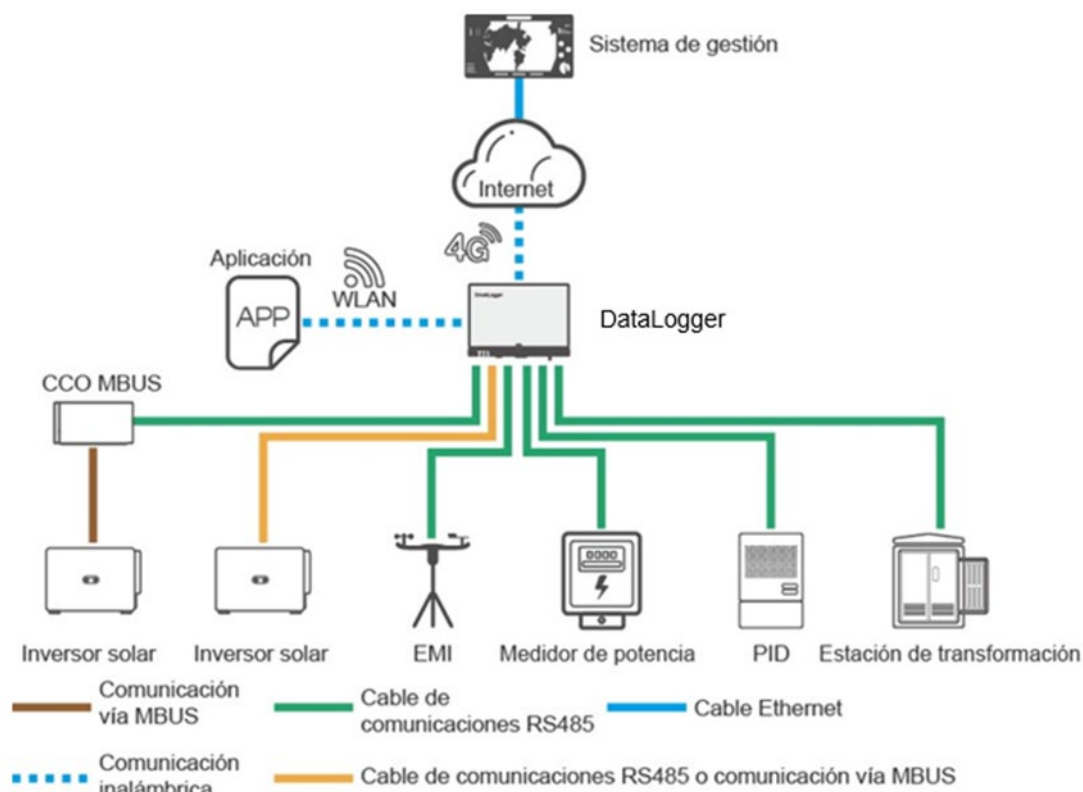 Sistema de gestión
Internet
4G
Aplicación
WLAN
APP
DataLogger
CCO MBUS
Inversor solar
Inversor solar
EMI
Medidor de potencia
PID
Estación de transformación
Comunicación
vía MBUS
Cable de
comunicaciones RS485
Cable Ethernet
Comunicación
inalámbrica
Cable de comunicaciones RS485 o comunicación vía MBUS